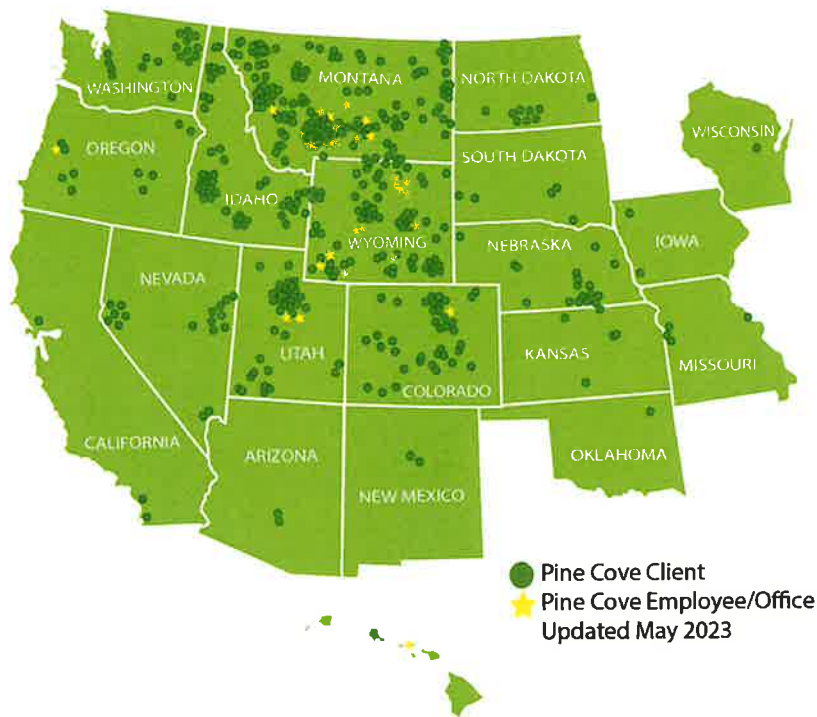 WASHINGTON
MONTANA
NORTH DAKOTA
WISCONSIN
OREGON
SOUTH DAKOTA
IDAHO
WYOMING
NEBRASKA
IOWA
NEVADA
UTAH
COLORADO
KANSAS
MISSOURI
CALIFORNIA
ARIZONA
NEW MEXICO
OKLAHOMA
Pine Cove Client
Pine Cove Employee/Office
Updated May 2023